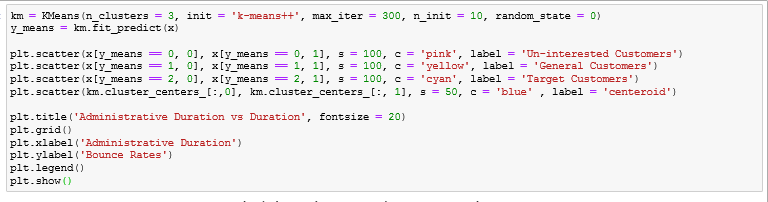 km = KMeans(n_clusters = 3, init = 'k-means++', max_iter = 300, n_init = 10, random_state = 0)
y_means = km.fit_predict(x)
plt.scatter(x[y_means == 0, 0], x[y_means == 0, 1], s = 100, c = 'pink', label = 'Un-interested Customers')
plt.scatter(x[y_means == 1, 0], x[y_means == 1, 1], s = 100, c = 'yellow', label = 'General Customers')
plt.scatter(x[y_means == 2, 0], x[y_means == 2, 1], s = 100, c = 'cyan', label = 'Target Customers')
plt.scatter(km.cluster_centers_[:,0], km.cluster_centers_[:, 1], s = 50, c = 'blue' , label = 'centeroid')
plt.title('Administrative Duration vs Duration', fontsize = 20)
plt.grid()
plt.xlabel('Administrative Duration')
plt.ylabel('Bounce Rates')
plt.legend()
plt.show()